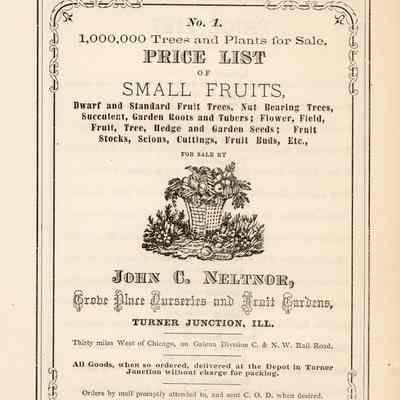 No. 1.
1,000,000 Trees and Plants for Sale.
PRICE LIST
OF
SMALL FRUITS,
Dwarf and Standard Fruit Trees, Nut Bearing Trees,
Succulent, Garden Roots and Tubers; Flower, Field,
Fruit, Tree, Hedge and Garden Seeds; Fruit
Stocks, Scions, Cuttings, Fruit Buds, Etc.,
FOR SALE BY
JOHN C. NELTNOR,
Grove Place Nurseries and Fruit Gardens,
TURNER JUNCTION, ILL.
Thirty miles West of Chicago, on Galena Division C. & N. W. Rail Road.
All Goods, when so ordered, delivered at the Depot in Turner
Junction without charge for packing.
Orders by mail promptly attended to, and sent C. O. D. when desired.